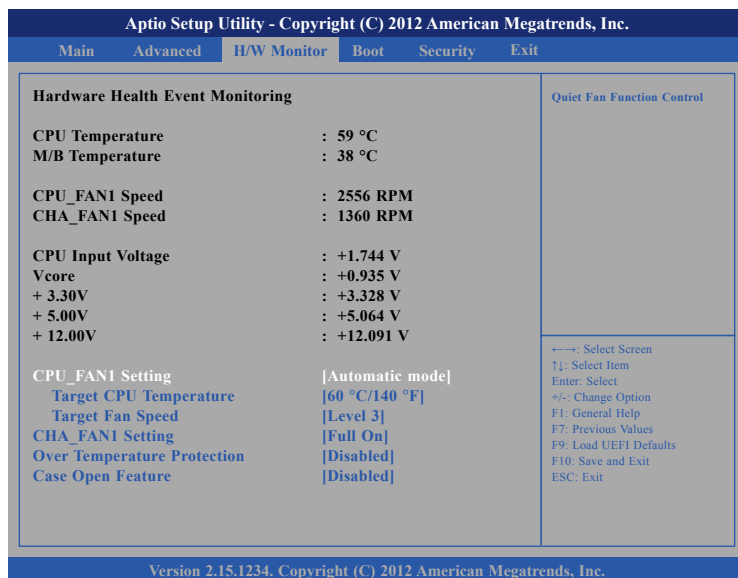 Aptio Setup Utility - Copyright (C) 2012 American Megatrends, Inc.
Main Advanced H/W Monitor Boot Security Exit
Hardware Health Event Monitoring
CPU Temperature : 59 °C
M/B Temperature : 38 °C
CPU_FAN1 Speed : 2556 RPM
CHA_FAN1 Speed : 1360 RPM
CPU Input Voltage : +1.744 V
Vcore : +0.935 V
+ 3.30V : +3.328 V
+ 5.00V : +5.064 V
+ 12.00V : +12.091 V
CPU_FAN1 Setting [Automatic mode]
Target CPU Temperature [60 °C/140 °F]
Target Fan Speed [Level 3]
CHA_FAN1 Setting [Full On]
Over Temperature Protection [Disabled]
Case Open Feature [Disabled]
Quiet Fan Function Control
←→: Select Screen
↑↓: Select Item
Enter: Select
+/-: Change Option
F1: General Help
F7: Previous Values
F9: Load UEFI Defaults
F10: Save and Exit
ESC: Exit
Version 2.15.1234. Copyright (C) 2012 American Megatrends, Inc.